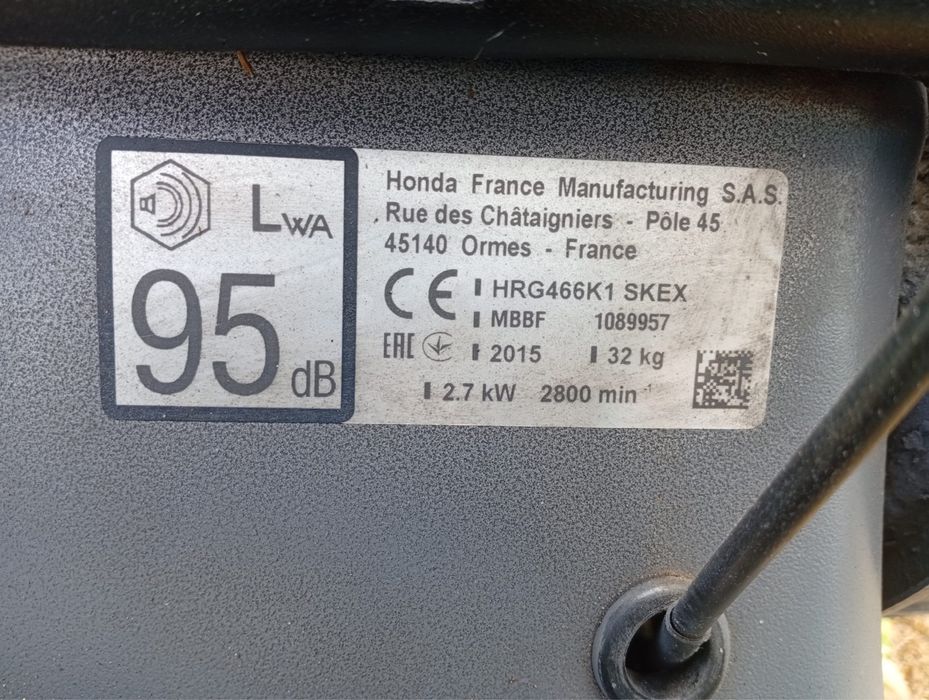 LWA
95 dB
Honda France Manufacturing S.A.S.
Rue des Châtaigniers - Pôle 45
45140 Ormes - France
CE HRG466K1 SKEX
MBBF 1089957
EAC 2015 32 kg
2.7 kW 2800 min-1